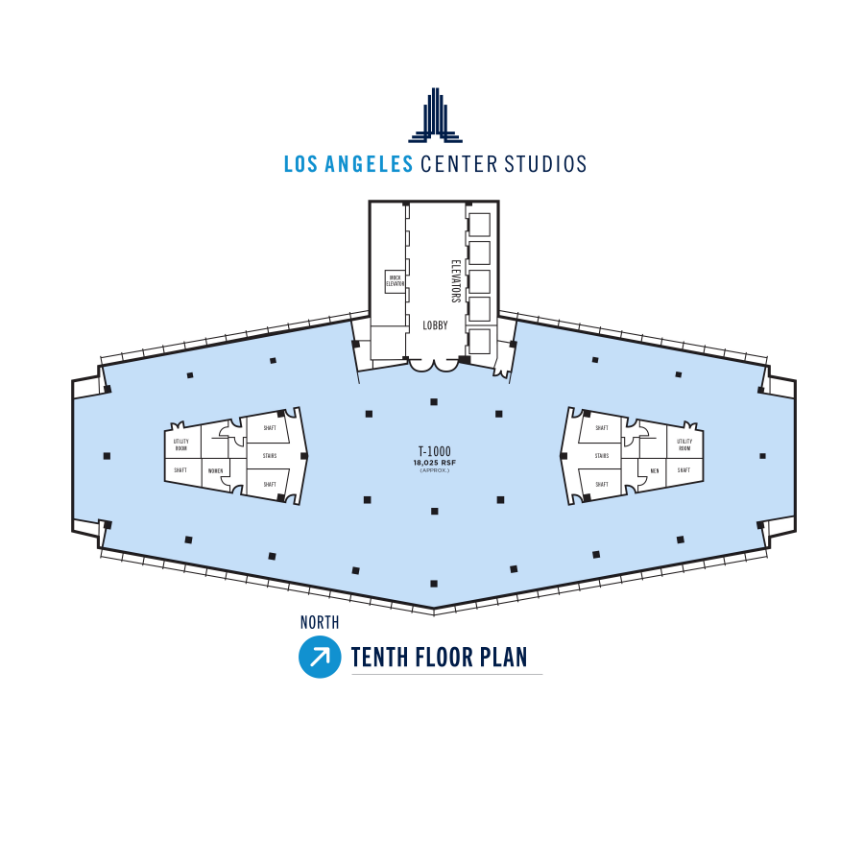 LOS ANGELES CENTER STUDIOS
BRICK
ELEVATOR
ELEVATORS
LOBBY
SHAFT
UTILITY
ROOM
STAIRS
SHAFT
WOMEN
SHAFT
T-1000
18,025 RSF
(APPROX.)
SHAFT
UTILITY
ROOM
STAIRS
MEN
SHAFT
SHAFT
NORTH
TENTH FLOOR PLAN